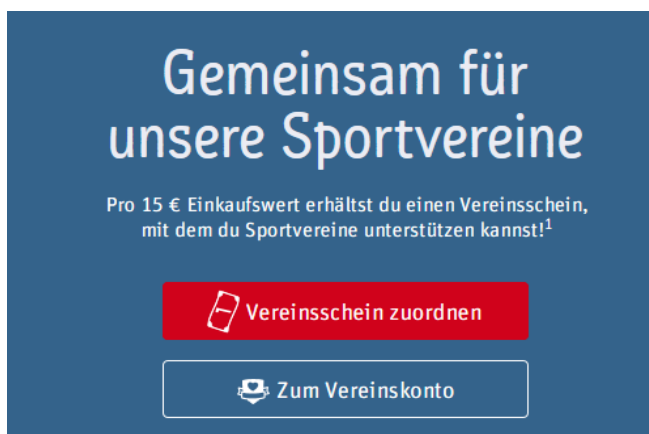 Gemeinsam für
unsere Sportvereine
Pro 15 € Einkaufswert erhältst du einen Vereinsschein,
mit dem du Sportvereine unterstützen kannst!¹
Vereinsschein zuordnen
Zum Vereinskonto